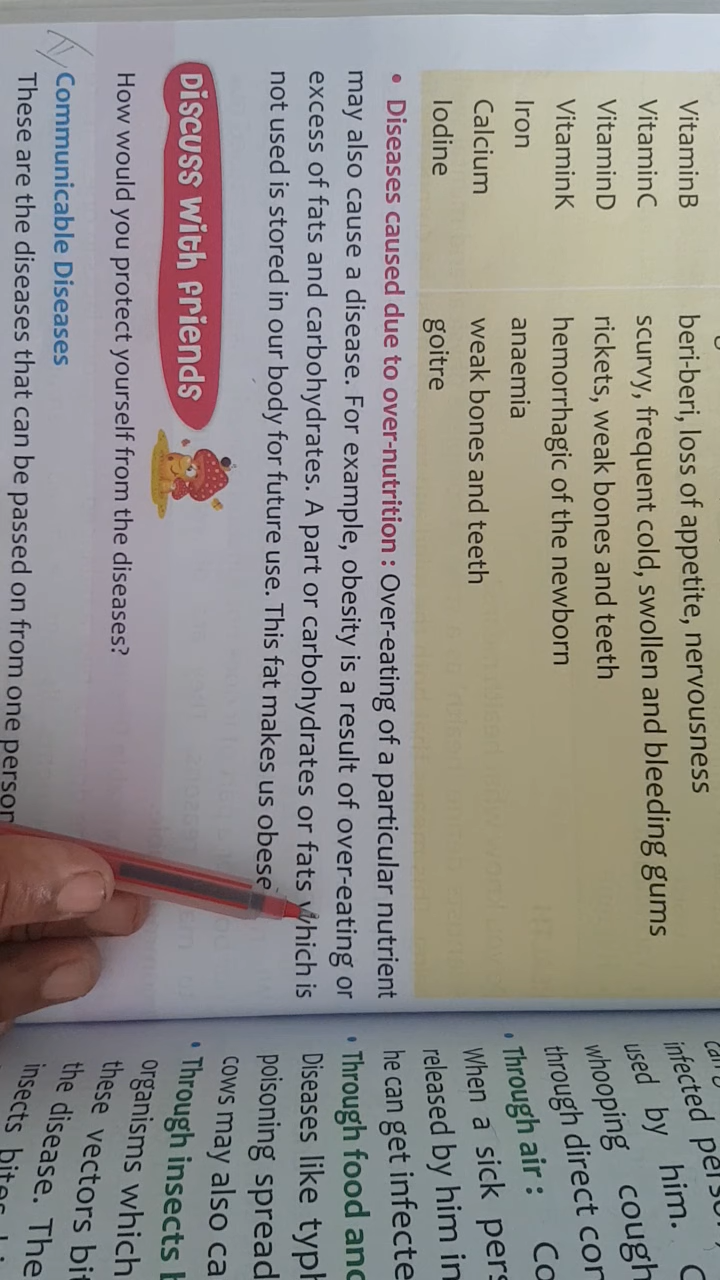 VitaminB beri-beri, loss of appetite, nervousness
VitaminC scurvy, frequent cold, swollen and bleeding gums
VitaminD rickets, weak bones and teeth
VitaminK hemorrhagic of the newborn
Iron anaemia
Calcium weak bones and teeth
Iodine goitre
• Diseases caused due to over-nutrition : Over-eating of a particular nutrient
may also cause a disease. For example, obesity is a result of over-eating or
excess of fats and carbohydrates. A part or carbohydrates or fats which is
not used is stored in our body for future use. This fat makes us obese
Discuss with friends
How would you protect yourself from the diseases?
Communicable Diseases
These are the diseases that can be passed on from one person
infected
used by him.
whooping cough
through direct con
• Through air : Co
When a sick pers
released by him in
he can get infecte
• Through food and
Diseases like typh
poisoning spread
cows may also ca
• Through insects
organisms which
these vectors bit
the disease. The
insects bites